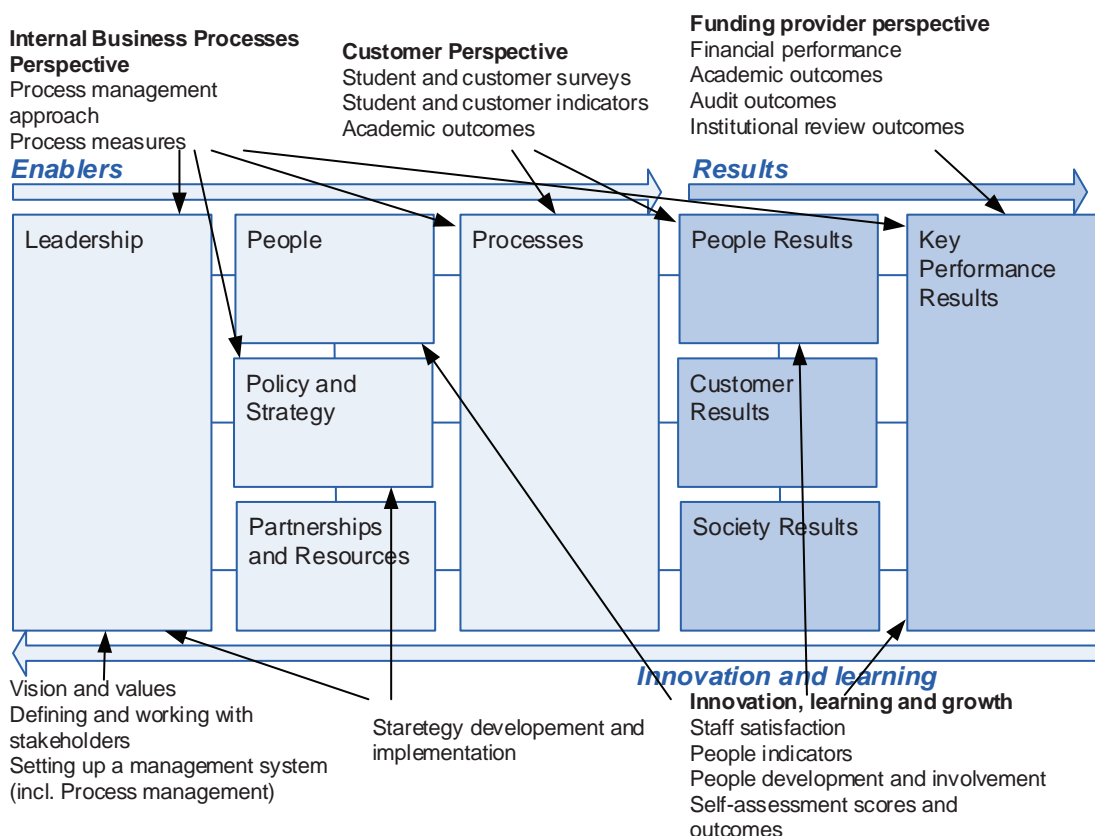 Internal Business Processes
Perspective
Process management
approach
Process measures
Customer Perspective
Student and customer surveys
Student and customer indicators
Academic outcomes
Funding provider perspective
Financial performance
Academic outcomes
Audit outcomes
Institutional review outcomes
Enablers
Results
Leadership
People
Processes
People Results
Key
Performance
Results
Policy and
Strategy
Customer
Results
Partnerships
and Resources
Society Results
Innovation and learning
Vision and values
Defining and working with
stakeholders
Setting up a management system
(incl. Process management)
Staretegy developement and
implementation
Innovation, learning and growth
Staff satisfaction
People indicators
People development and involvement
Self-assessment scores and
outcomes